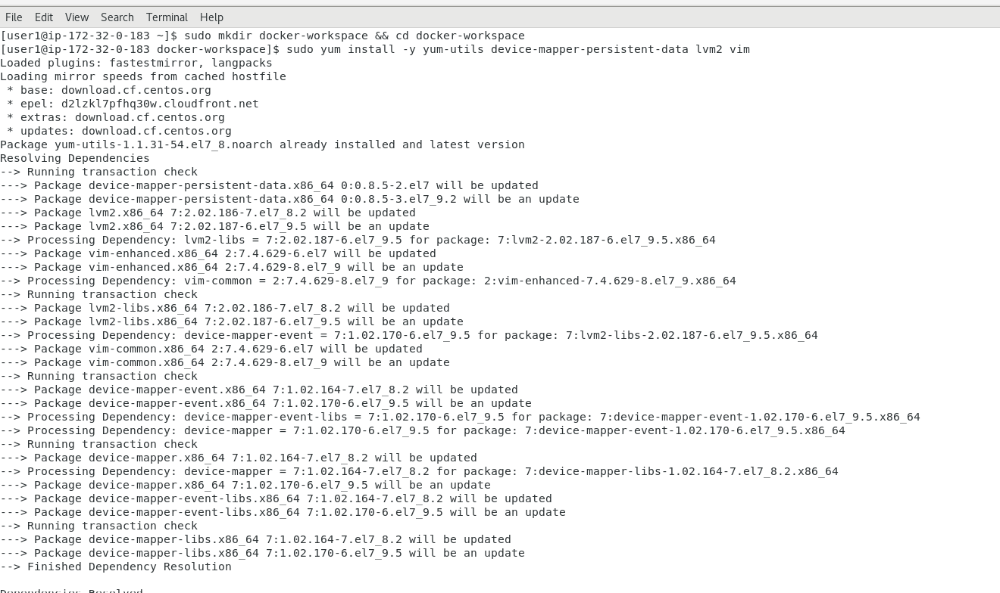 File Edit View Search Terminal Help
[user1@ip-172-32-0-183 ~]$ sudo mkdir docker-workspace && cd docker-workspace
[user1@ip-172-32-0-183 docker-workspace]$ sudo yum install -y yum-utils device-mapper-persistent-data lvm2 vim
Loaded plugins: fastestmirror, langpacks
Loading mirror speeds from cached hostfile
 * base: download.cf.centos.org
 * epel: d2lzkl7pfhq30w.cloudfront.net
 * extras: download.cf.centos.org
 * updates: download.cf.centos.org
Package yum-utils-1.1.31-54.el7_8.noarch already installed and latest version
Resolving Dependencies
--> Running transaction check
---> Package device-mapper-persistent-data.x86_64 0:0.8.5-2.el7 will be updated
---> Package device-mapper-persistent-data.x86_64 0:0.8.5-3.el7_9.2 will be an update
---> Package lvm2.x86_64 7:2.02.186-7.el7_8.2 will be updated
---> Package lvm2.x86_64 7:2.02.187-6.el7_9.5 will be an update
--> Processing Dependency: lvm2-libs = 7:2.02.187-6.el7_9.5 for package: 7:lvm2-2.02.187-6.el7_9.5.x86_64
---> Package vim-enhanced.x86_64 2:7.4.629-6.el7 will be updated
---> Package vim-enhanced.x86_64 2:7.4.629-8.el7_9 will be an update
--> Processing Dependency: vim-common = 2:7.4.629-8.el7_9 for package: 2:vim-enhanced-7.4.629-8.el7_9.x86_64
--> Running transaction check
---> Package lvm2-libs.x86_64 7:2.02.186-7.el7_8.2 will be updated
---> Package lvm2-libs.x86_64 7:2.02.187-6.el7_9.5 will be an update
--> Processing Dependency: device-mapper-event = 7:1.02.170-6.el7_9.5 for package: 7:lvm2-libs-2.02.187-6.el7_9.5.x86_64
---> Package vim-common.x86_64 2:7.4.629-6.el7 will be updated
---> Package vim-common.x86_64 2:7.4.629-8.el7_9 will be an update
--> Running transaction check
---> Package device-mapper-event.x86_64 7:1.02.164-7.el7_8.2 will be updated
---> Package device-mapper-event.x86_64 7:1.02.170-6.el7_9.5 will be an update
--> Processing Dependency: device-mapper-event-libs = 7:1.02.170-6.el7_9.5 for package: 7:device-mapper-event-1.02.170-6.el7_9.5.x86_64
--> Processing Dependency: device-mapper = 7:1.02.170-6.el7_9.5 for package: 7:device-mapper-event-1.02.170-6.el7_9.5.x86_64
--> Running transaction check
---> Package device-mapper.x86_64 7:1.02.164-7.el7_8.2 will be updated
--> Processing Dependency: device-mapper = 7:1.02.164-7.el7_8.2 for package: 7:device-mapper-libs-1.02.164-7.el7_8.2.x86_64
---> Package device-mapper.x86_64 7:1.02.170-6.el7_9.5 will be an update
---> Package device-mapper-event-libs.x86_64 7:1.02.164-7.el7_8.2 will be updated
---> Package device-mapper-event-libs.x86_64 7:1.02.170-6.el7_9.5 will be an update
--> Running transaction check
---> Package device-mapper-libs.x86_64 7:1.02.164-7.el7_8.2 will be updated
---> Package device-mapper-libs.x86_64 7:1.02.170-6.el7_9.5 will be an update
--> Finished Dependency Resolution
Dependencies Resolved